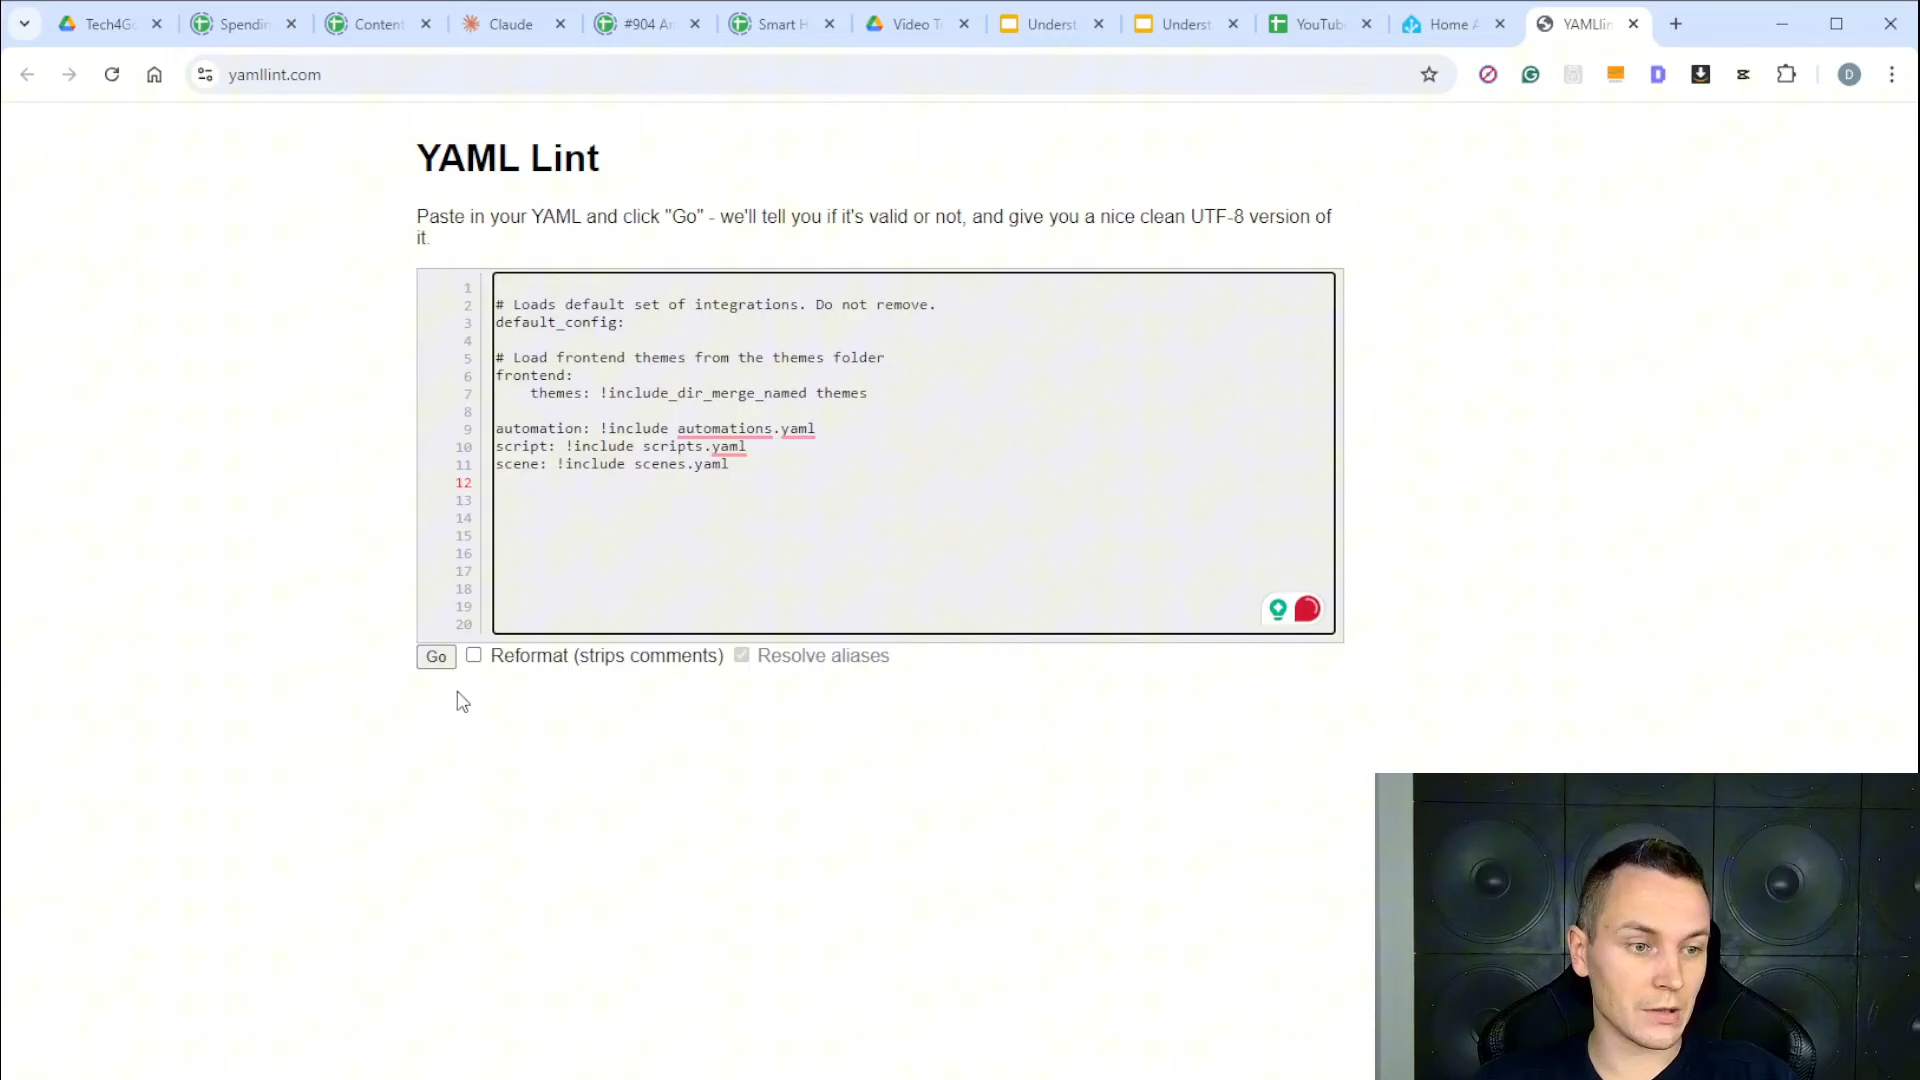 Tech4Go
Spendin
Content
Claude
#904 An
Smart H
Video T
Underst
Underst
YouTub
Home A
YAMLlin
yamllint.com
D
YAML Lint
Paste in your YAML and click "Go" - we'll tell you if it's valid or not, and give you a nice clean UTF-8 version of
it.
1
2 # Loads default set of integrations. Do not remove.
3 default_config:
4
5 # Load frontend themes from the themes folder
6 frontend:
7 themes: !include_dir_merge_named themes
8
9 automation: !include automations.yaml
10 script: !include scripts.yaml
11 scene: !include scenes.yaml
12
13
14
15
16
17
18
19
20
Go Reformat (strips comments) Resolve aliases